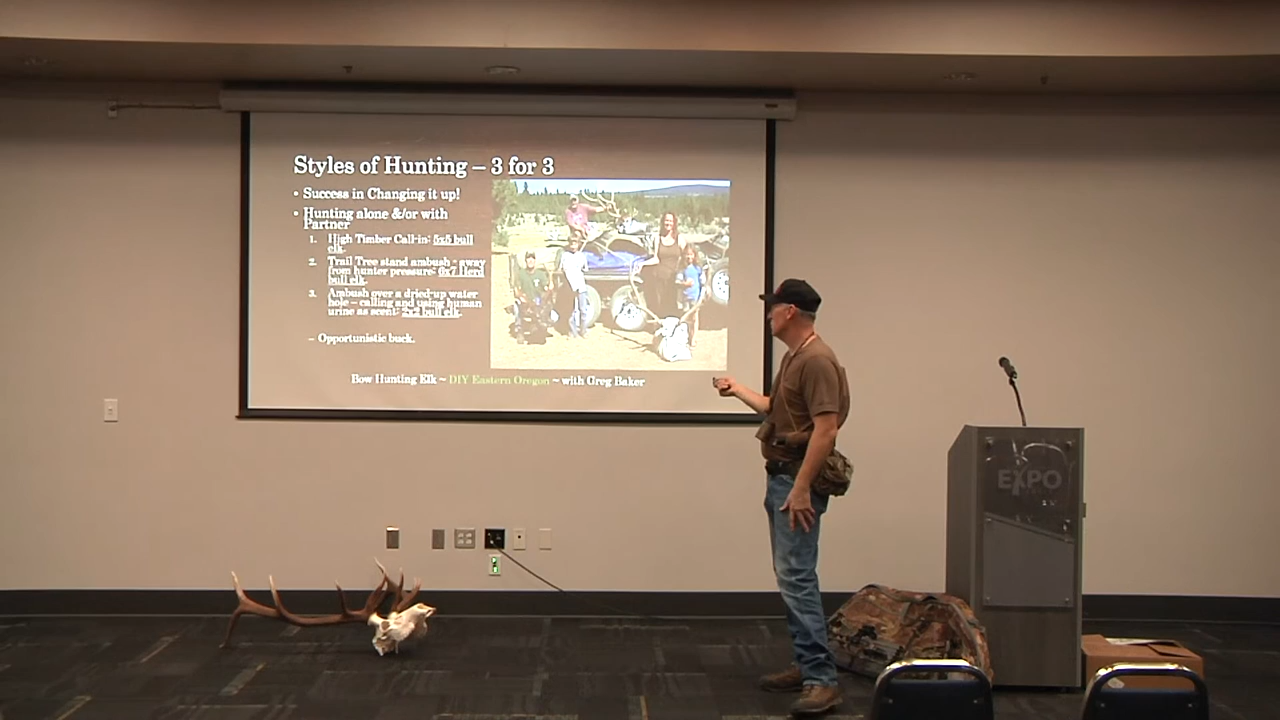 Styles of Hunting – 3 for 3
• Success in Changing it up!
• Hunting alone &/or with
Partner
1. High Timber Call-in: 5x5 bull
elk.
2. Trail Tree stand ambush - away
from hunter pressure: 6x7 Herd
bull elk.
3. Ambush over a dried-up water
hole – calling and using human
urine as scent: 2x2 bull elk.
– Opportunistic buck.
Bow Hunting Elk ~ DIY Eastern Oregon ~ with Greg Baker
EXPO